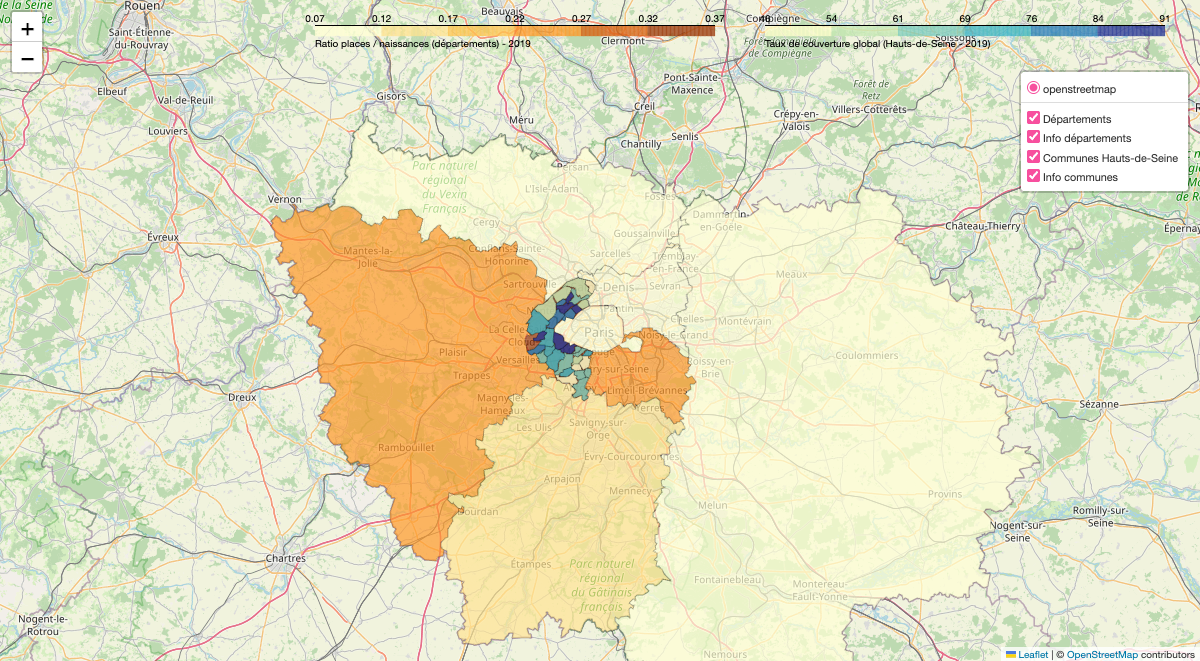 de la Seine
Rouen
Beauvais
Compiègne
0.07 0.12 0.17 0.22 0.27 0.32 0.37
54 61 69 76 84 91
Ratio places / naissances (départements) - 2019
Taux de couverture global (Hauts-de-Seine - 2019)
+
−
Saint-Étienne-
du-Rouvray
Clermont
Soissons
de Compiègne
Elbeuf
Val-de-Reuil
Gisors
Pont-Sainte-
Maxence
Forêt de
Retz
Creil
Villers-Cotterêts
Crépy-en-
Valois
Louviers
Méru
Senlis
Chantilly
openstreetmap
Départements
Info départements
Communes Hauts-de-Seine
Info communes
Parc naturel
régional
du Vexin
Français
Persan
L'Isle-Adam
Fosses
Vernon
Dammartin-
en-Goële
Cergy
Goussainville
Château-Thierry
Épernay
Évreux
Mantes-la-
Jolie
Conflans-Sainte-
Honorine
Sarcelles
Tremblay-
en-France
Sartrouville
Denis
Sevran
Meaux
Pantin
Chelles
Montévrain
La Celle
Cloud
Paris
Noisy-le-Grand
Plaisir
Versailles
Coulommiers
Roissy-en-
Brie
Trappes
Limeil-Brévannes
Dreux
Magny-les-
Hameaux
Yerres
Sézanne
Les Ulis
Savigny-sur-
Orge
Rambouillet
Évry-Courcouronnes
Arpajon
Mennecy
Provins
Dourdan
Melun
Romilly-sur-
Seine
Nogent-sur-
Seine
Chartres
Étampes
Parc naturel
régional
du Gâtinais
français
Fontainebleau
Montereau-
Fault-Yonne
Nogent-le-
Rotrou
Nemours
Leaflet | © OpenStreetMap contributors